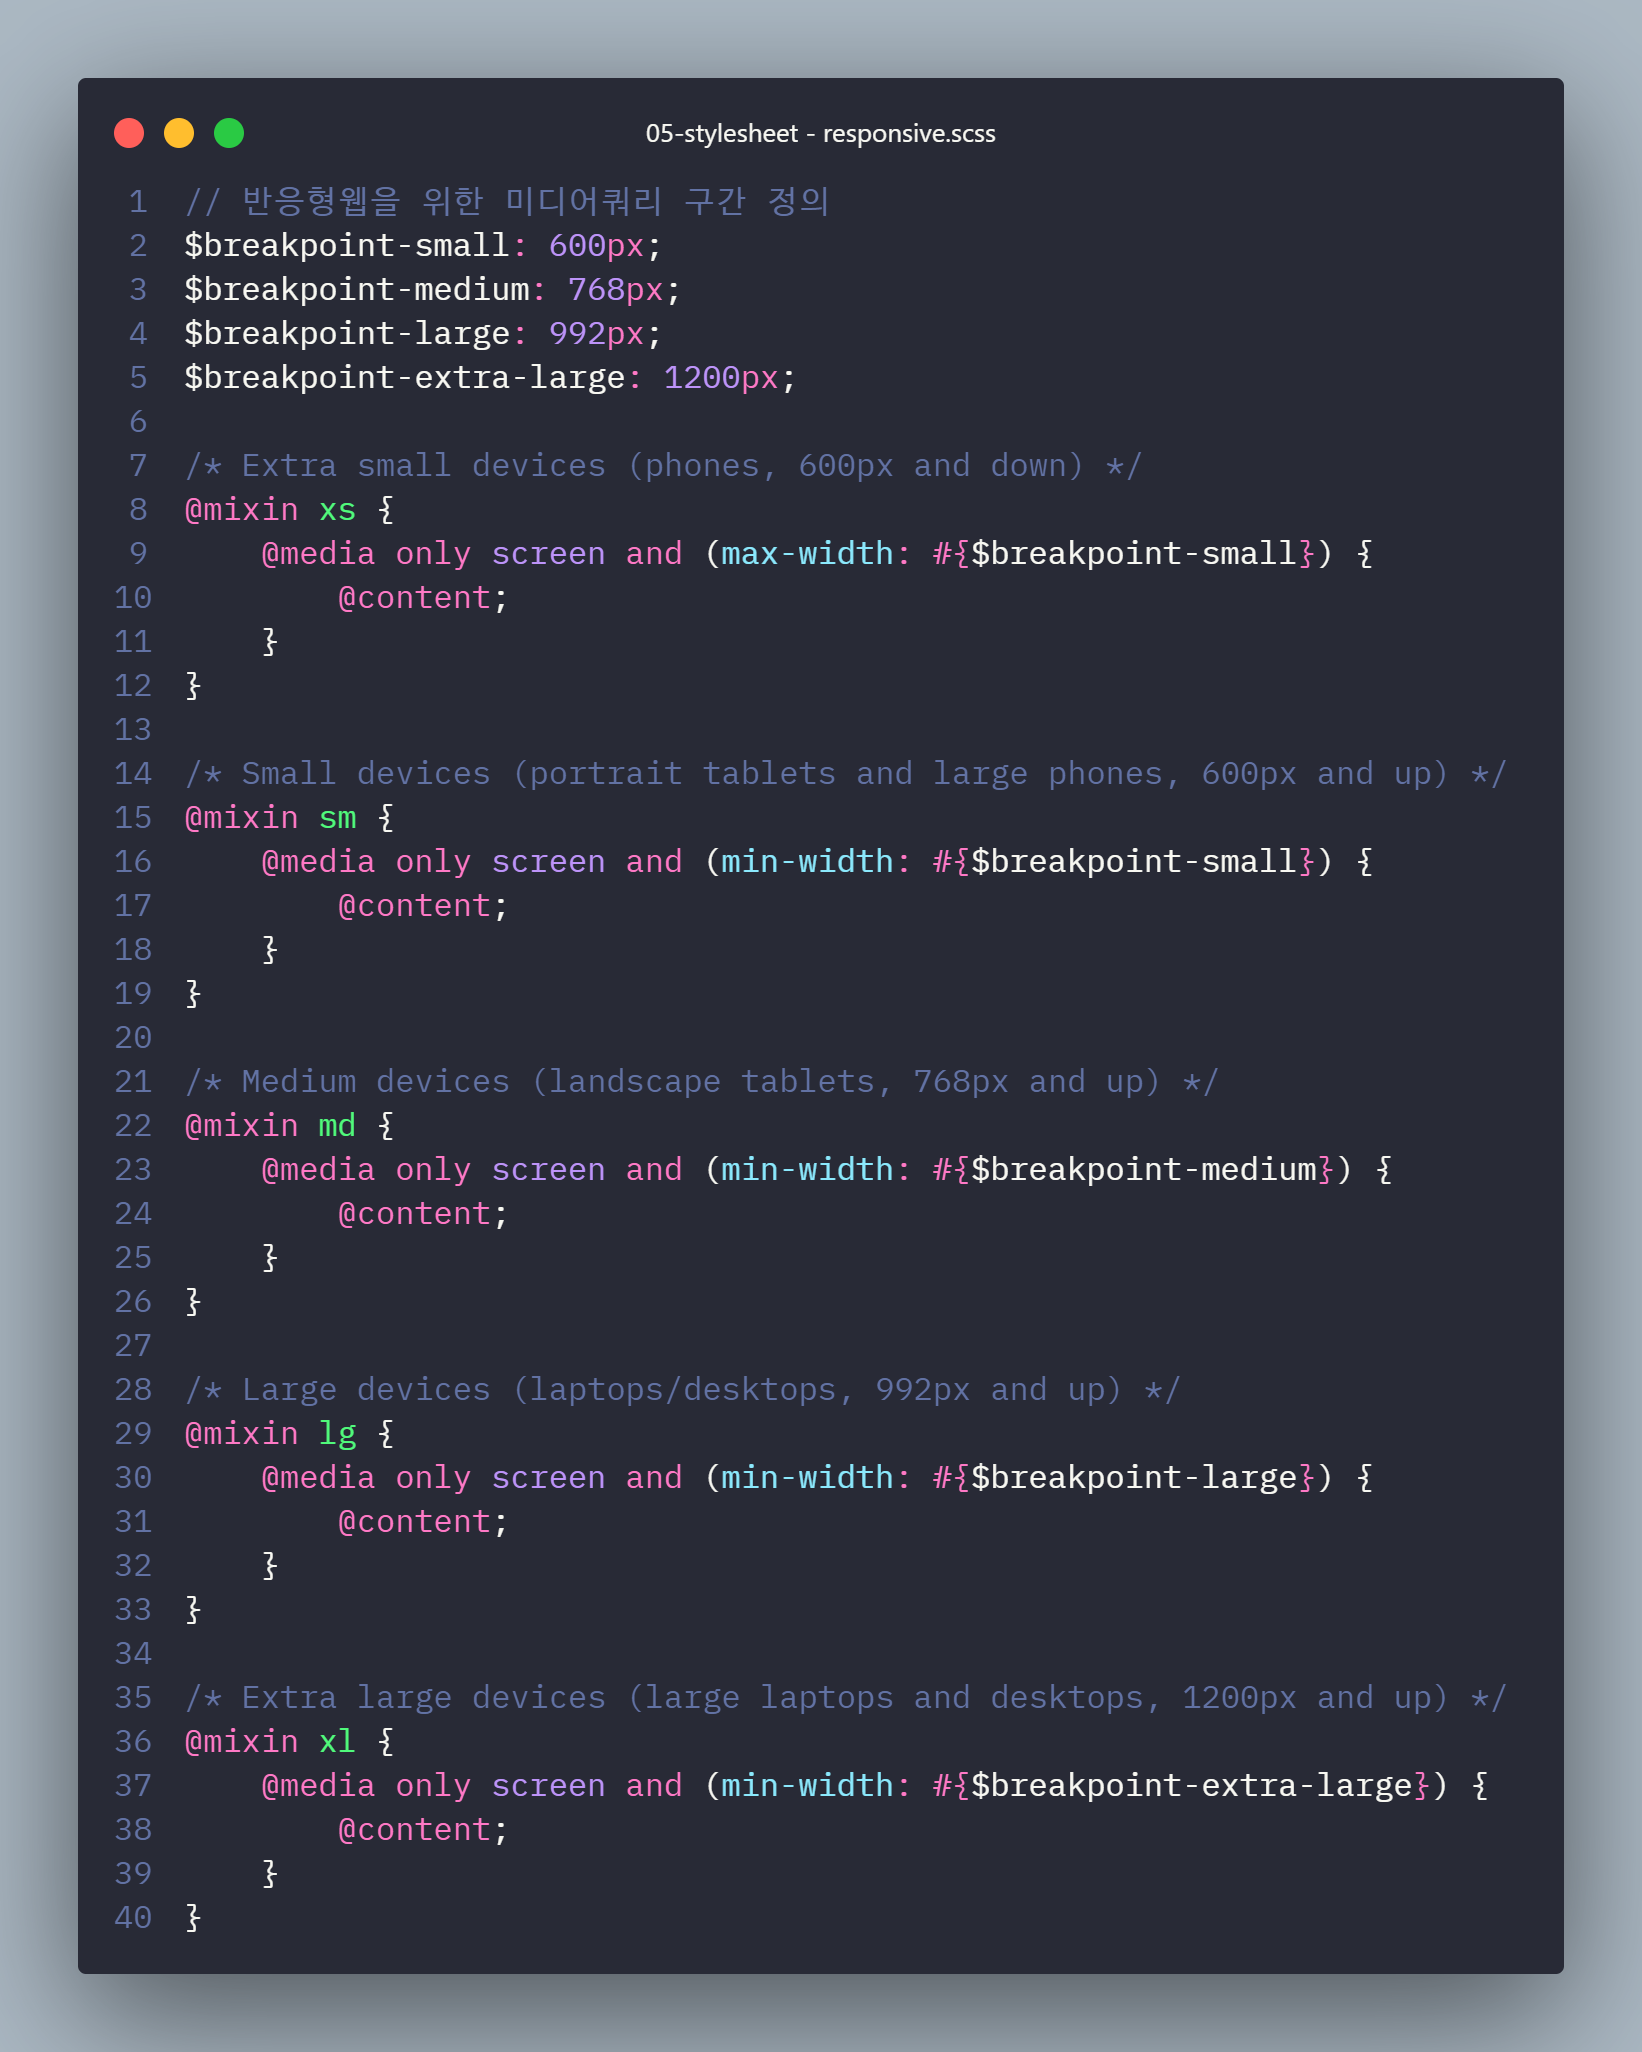 05-stylesheet - responsive.scss
1 // 반응형웹을 위한 미디어쿼리 구간 정의
2 $breakpoint-small: 600px;
3 $breakpoint-medium: 768px;
4 $breakpoint-large: 992px;
5 $breakpoint-extra-large: 1200px;
6
7 /* Extra small devices (phones, 600px and down) */
8 @mixin xs {
9     @media only screen and (max-width: #{$breakpoint-small}) {
10         @content;
11     }
12 }
13
14 /* Small devices (portrait tablets and large phones, 600px and up) */
15 @mixin sm {
16     @media only screen and (min-width: #{$breakpoint-small}) {
17         @content;
18     }
19 }
20
21 /* Medium devices (landscape tablets, 768px and up) */
22 @mixin md {
23     @media only screen and (min-width: #{$breakpoint-medium}) {
24         @content;
25     }
26 }
27
28 /* Large devices (laptops/desktops, 992px and up) */
29 @mixin lg {
30     @media only screen and (min-width: #{$breakpoint-large}) {
31         @content;
32     }
33 }
34
35 /* Extra large devices (large laptops and desktops, 1200px and up) */
36 @mixin xl {
37     @media only screen and (min-width: #{$breakpoint-extra-large}) {
38         @content;
39     }
40 }